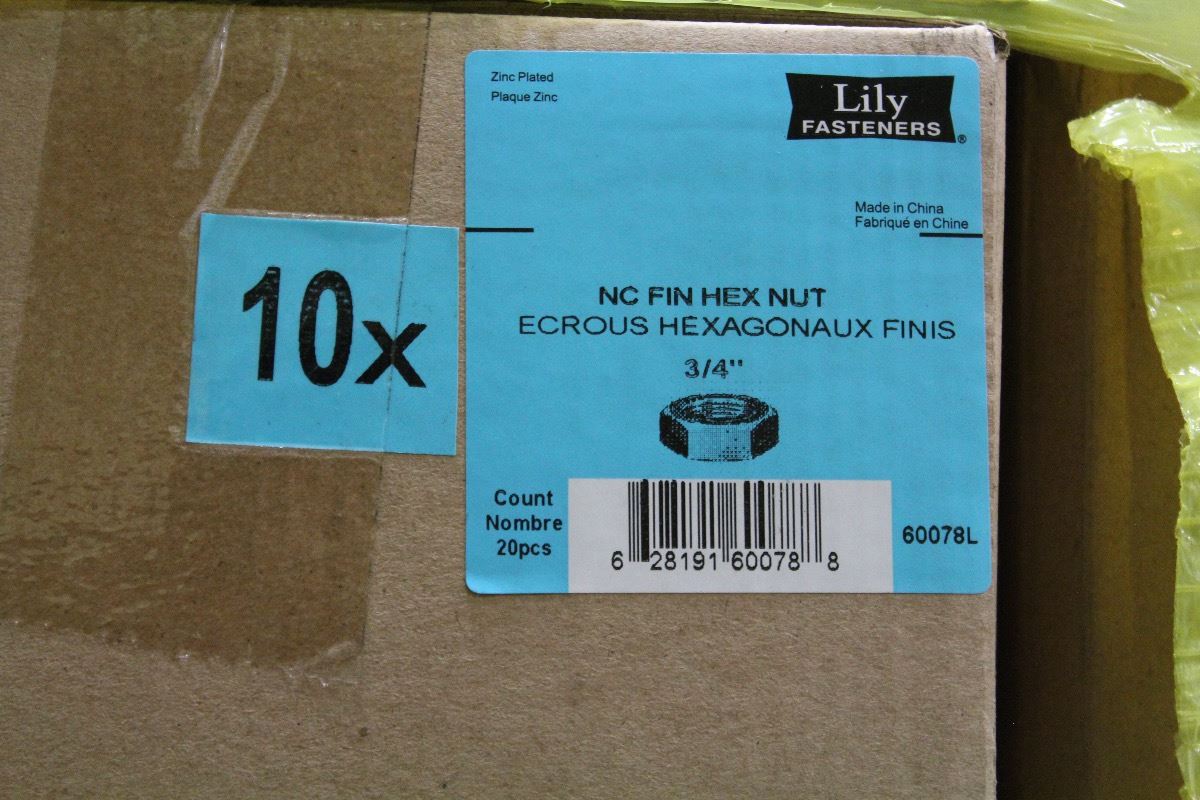 Zinc Plated
Plaque Zinc
Lily
FASTENERS®
Made in China
Fabriqué en Chine
10x
NC FIN HEX NUT
ECROUS HEXAGONAUX FINIS
3/4"
Count
Nombre
20pcs
6 28191 60078 8
60078L